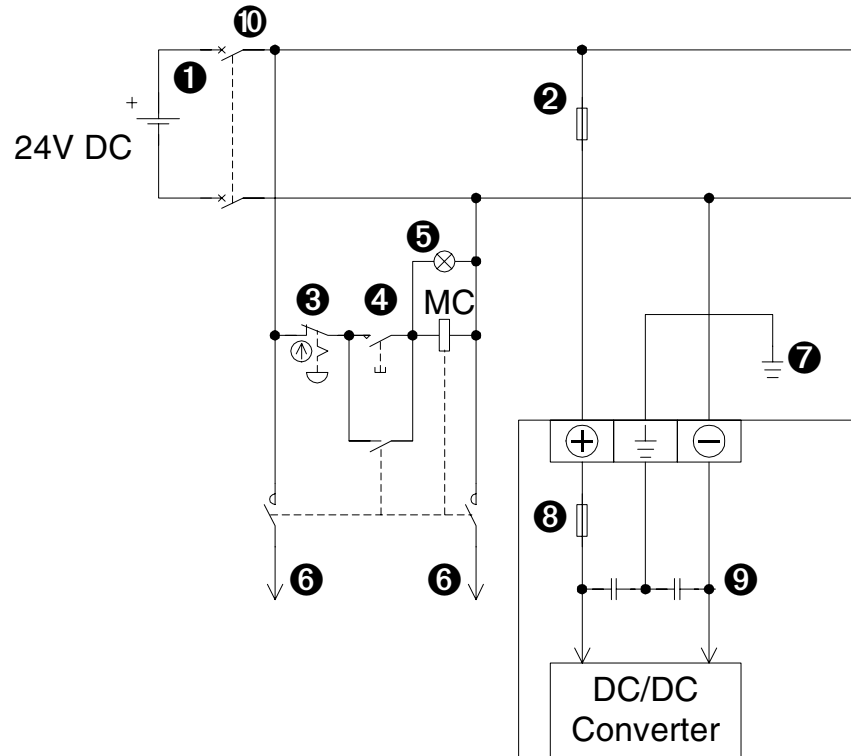 ❿
❶
+
24V DC
❷
❺
❸ ❹ MC
❼
+ −
❽
❻ ❻ ❾
DC/DC
Converter